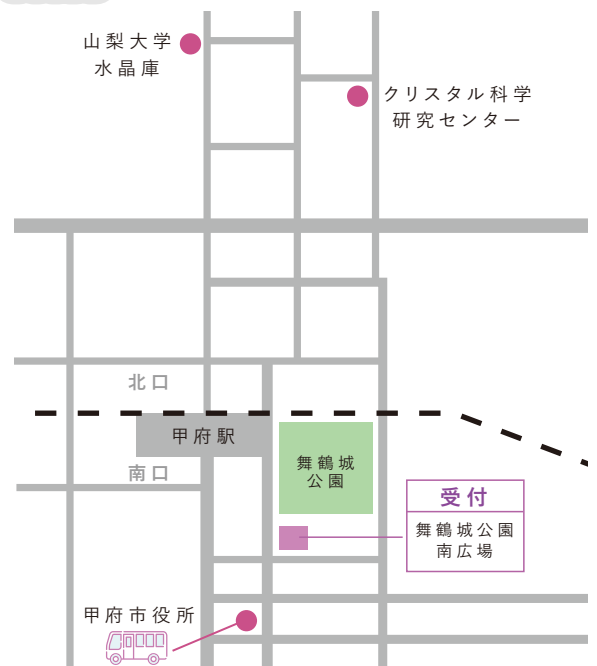 山梨大学
水晶庫
クリスタル科学
研究センター
北口
甲府駅
南口
舞鶴城
公園
受付
舞鶴城公園
南広場
甲府市役所